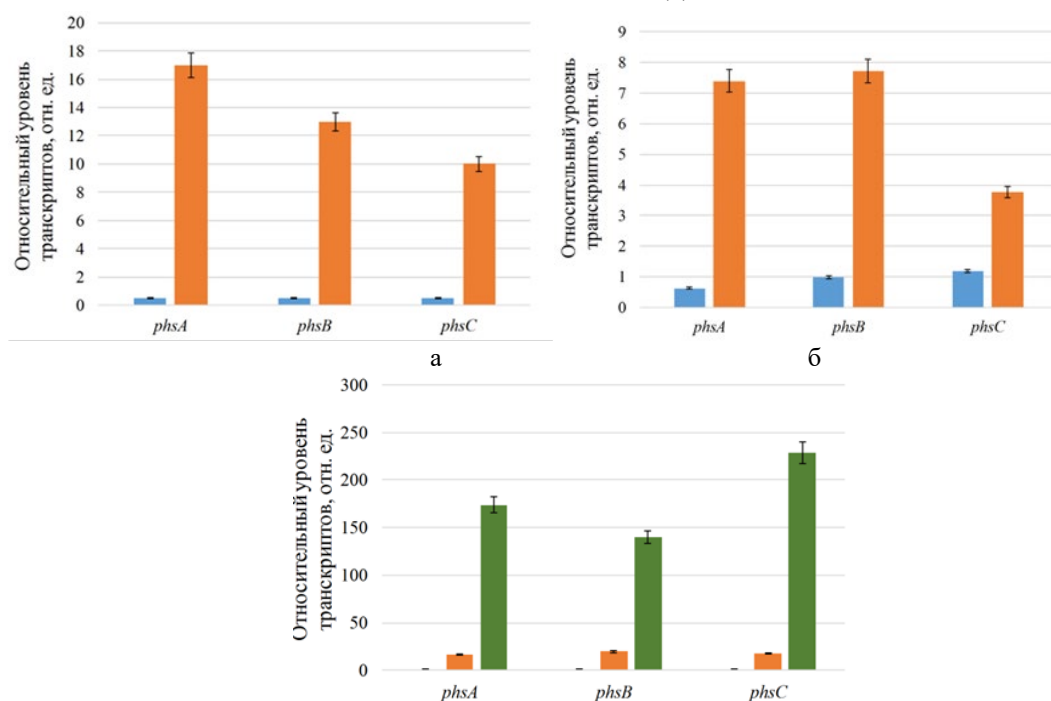 Относительный уровень
транскриптов, отн. ед.
20
18
16
14
12
10
8
6
4
2
0
phsA phsB phsC
а
Относительный уровень
транскриптов, отн. ед.
9
8
7
6
5
4
3
2
1
0
phsA phsB phsC
б
Относительный уровень
транскриптов, отн. ед.
300
250
200
150
100
50
0
phsA phsB phsC